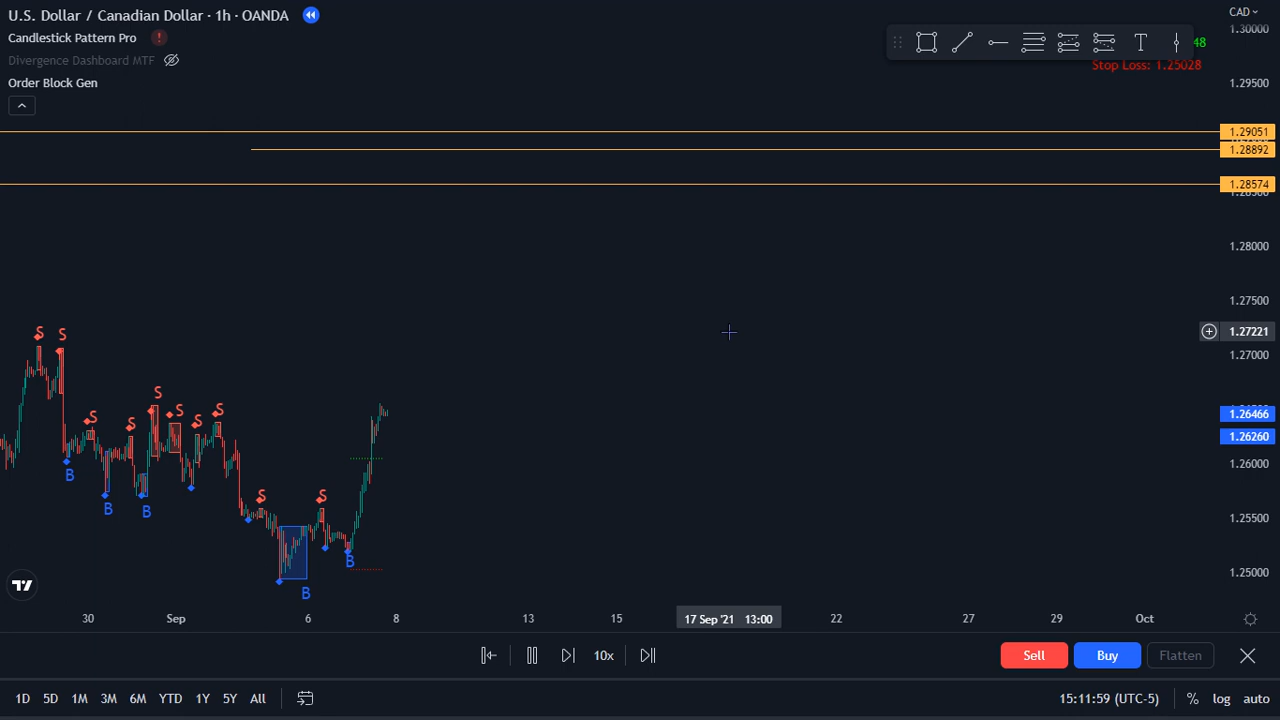 U.S. Dollar / Canadian Dollar · 1h · OANDA
CAD
Candlestick Pattern Pro
Divergence Dashboard MTF
Order Block Gen
T
48
Stop Loss: 1.25028
1.30000
1.29500
1.29051
1.28892
1.28574
1.28000
1.27500
1.27221
1.27000
1.26466
1.26260
1.26000
1.25500
1.25000
S S
S S S S S S
B B B
S S
B B
30 Sep 6 8 13 15 17 Sep '21 13:00 22 27 29 Oct
10x Sell Buy Flatten
1D 5D 1M 3M 6M YTD 1Y 5Y All 15:11:59 (UTC-5) % log auto